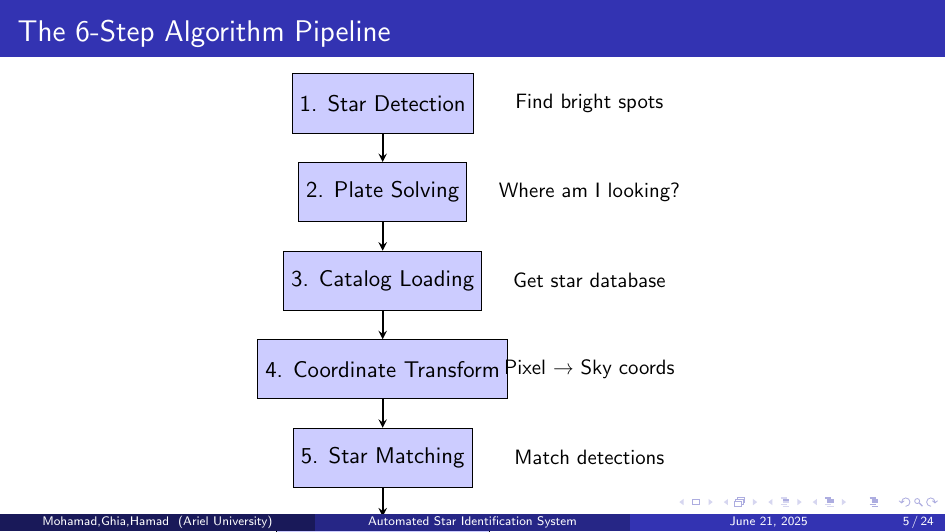 The 6-Step Algorithm Pipeline
1. Star Detection
Find bright spots
2. Plate Solving
Where am I looking?
3. Catalog Loading
Get star database
4. Coordinate Transform
Pixel → Sky coords
5. Star Matching
Match detections
Mohamad,Ghia,Hamad (Ariel University)
Automated Star Identification System
June 21, 2025
5 / 24